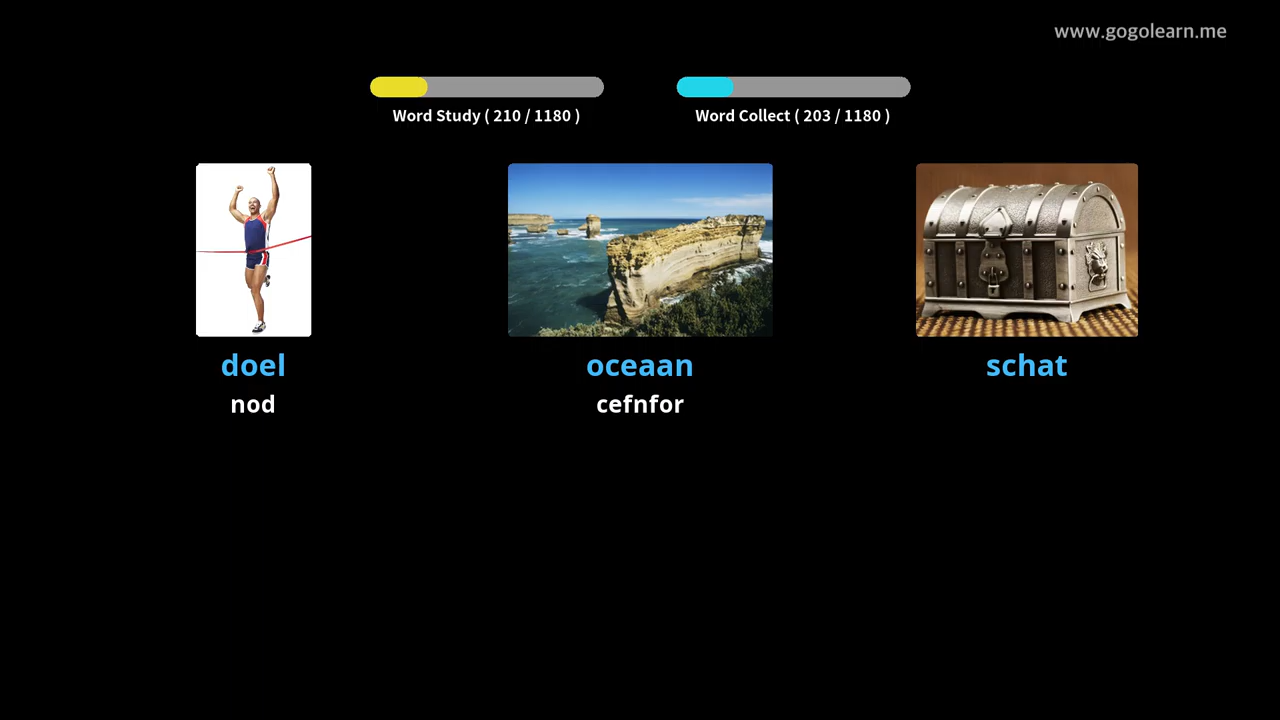 www.gogolearn.me
Word Study ( 210 / 1180 )
Word Collect ( 203 / 1180 )
doel
oceaan
schat
nod
cefnfor